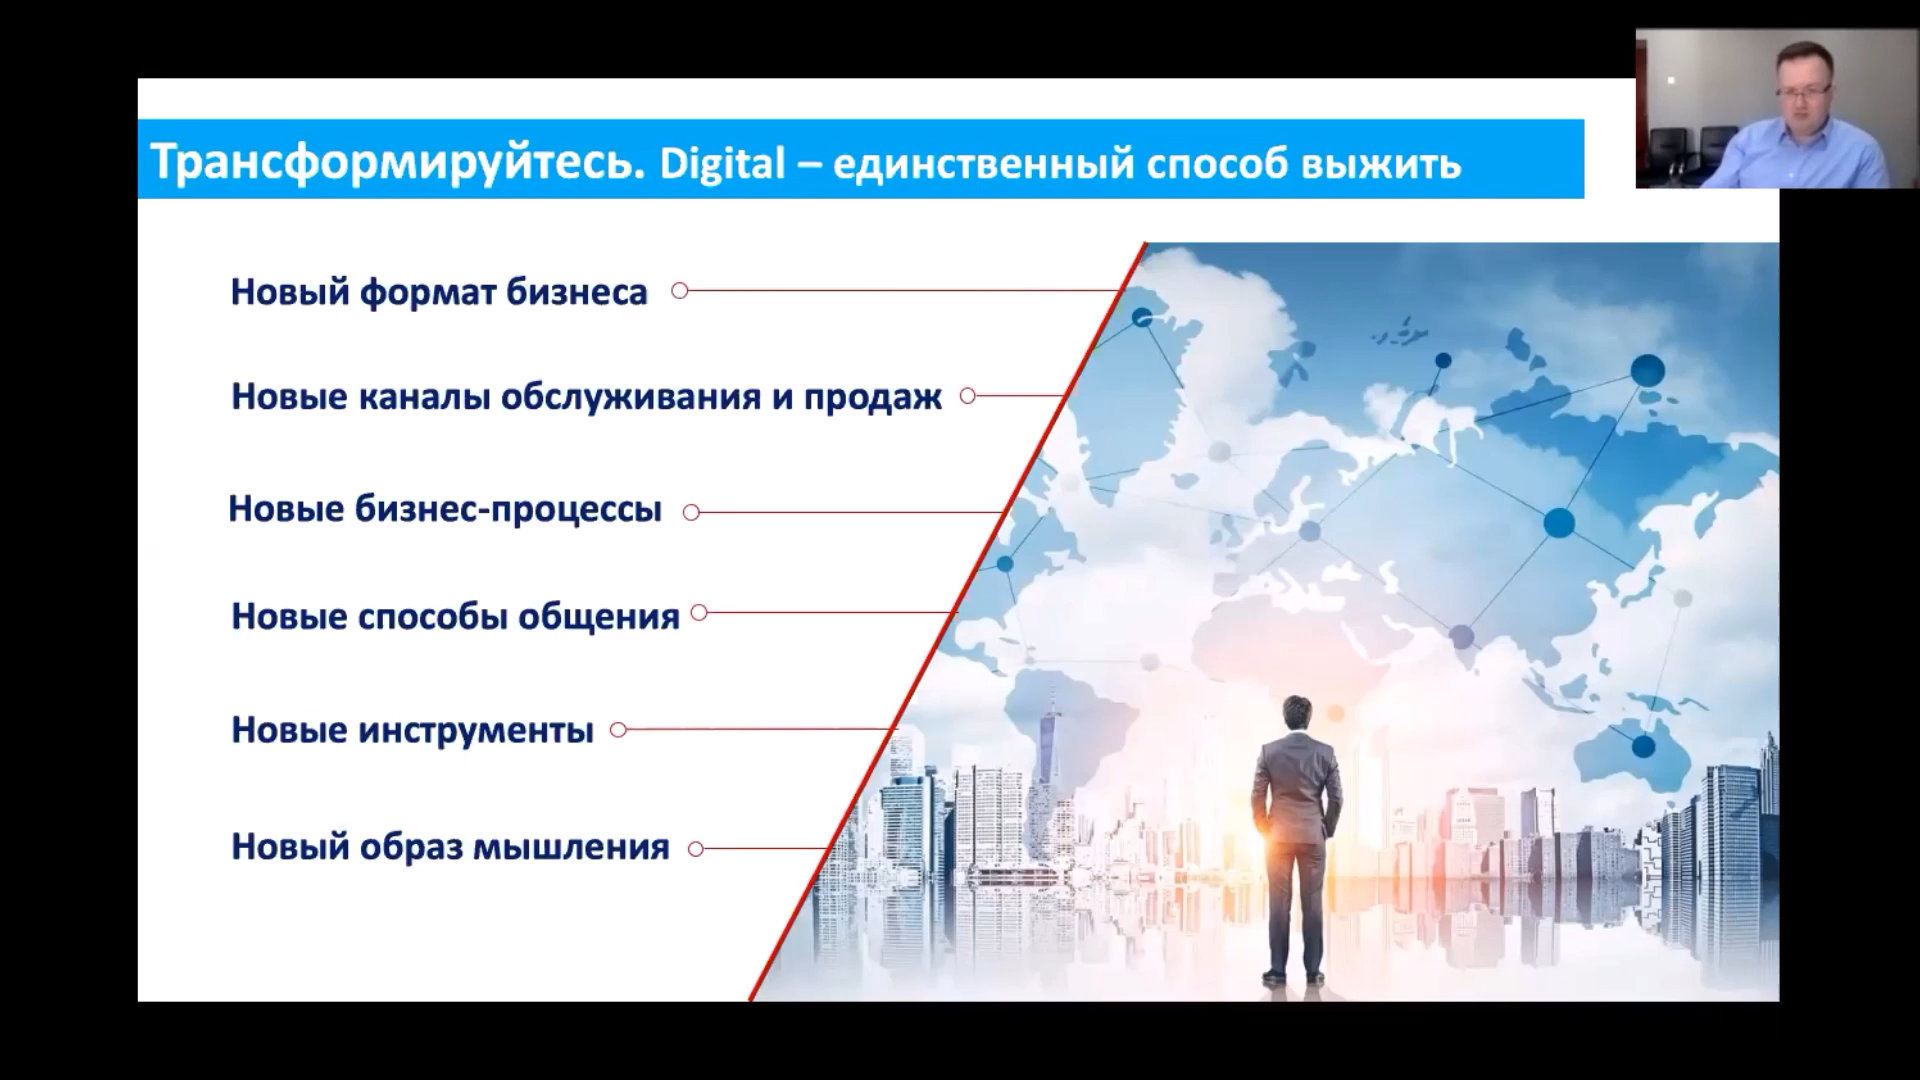 Трансформируйтесь. Digital – единственный способ выжить
Новый формат бизнеса
Новые каналы обслуживания и продаж
Новые бизнес-процессы
Новые способы общения
Новые инструменты
Новый образ мышления